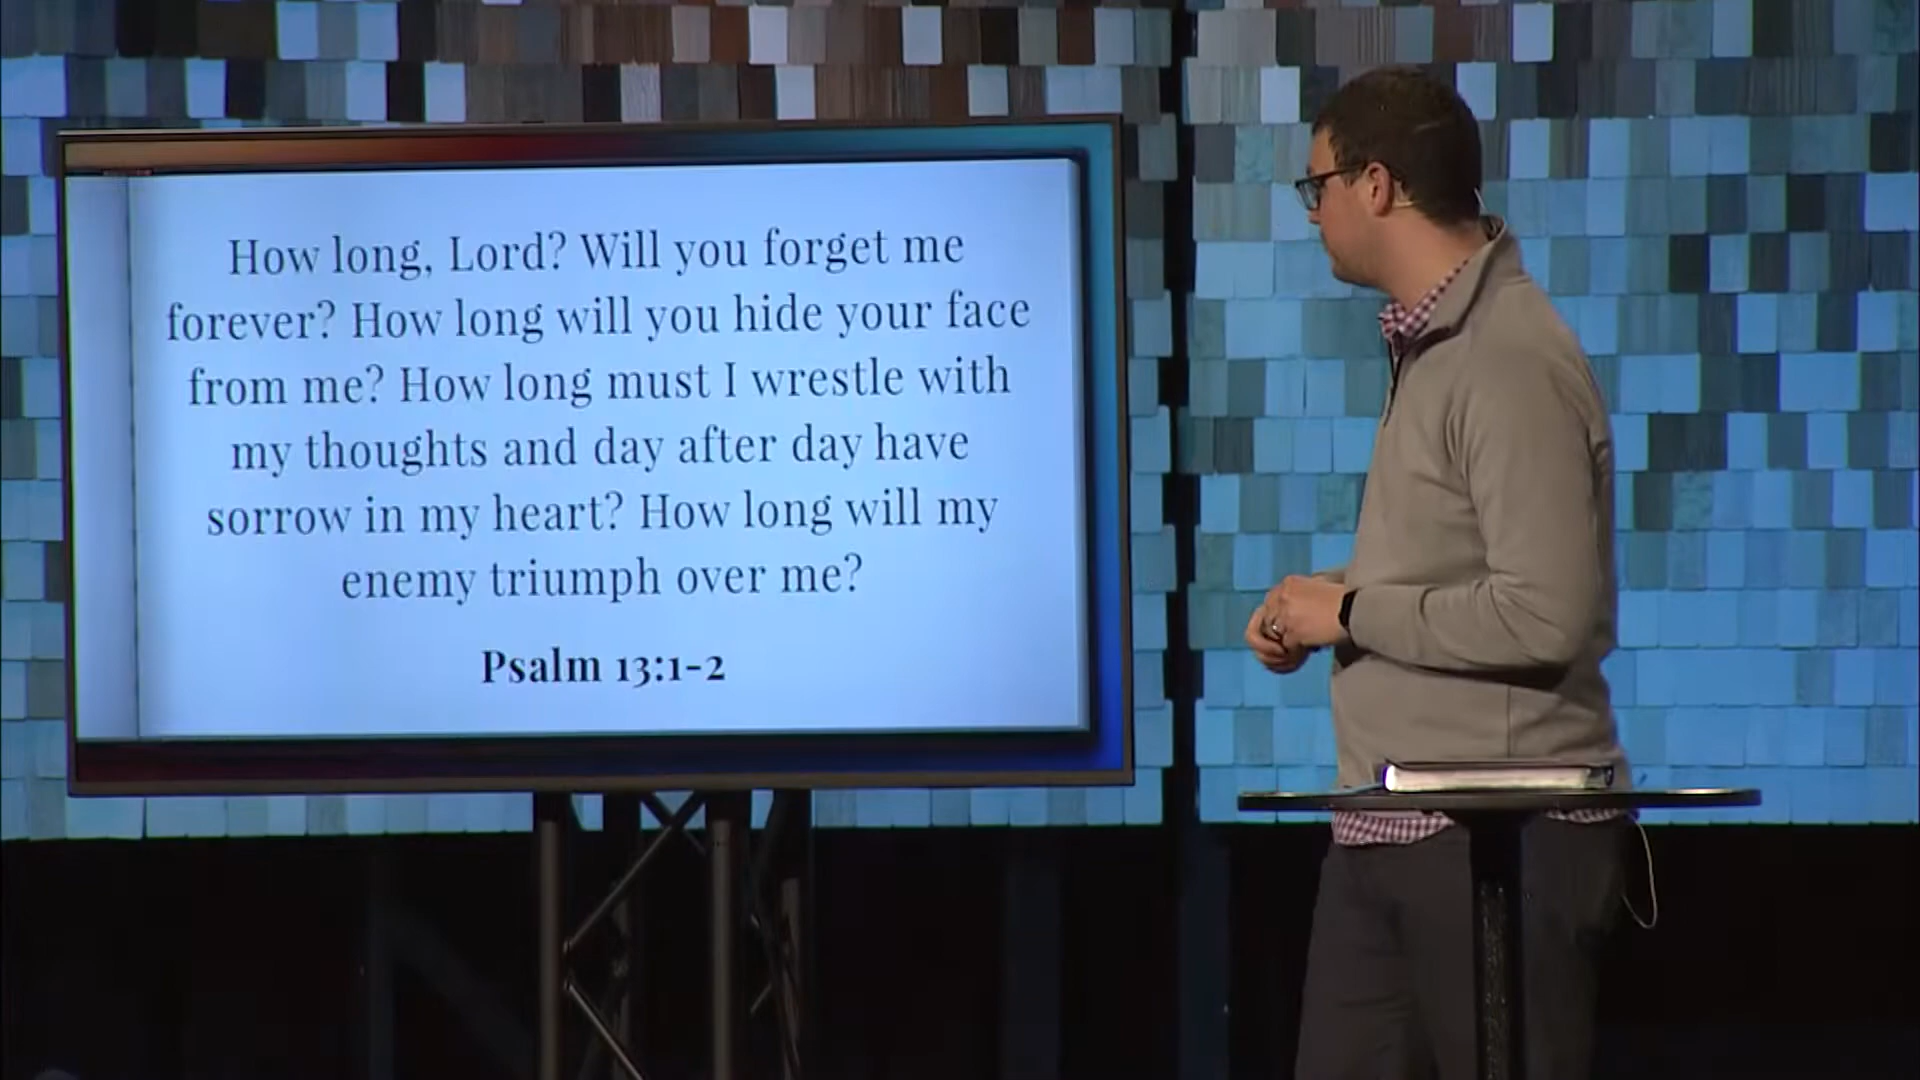 How long, Lord? Will you forget me
forever? How long will you hide your face
from me? How long must I wrestle with
my thoughts and day after day have
sorrow in my heart? How long will my
enemy triumph over me?
Psalm 13:1-2